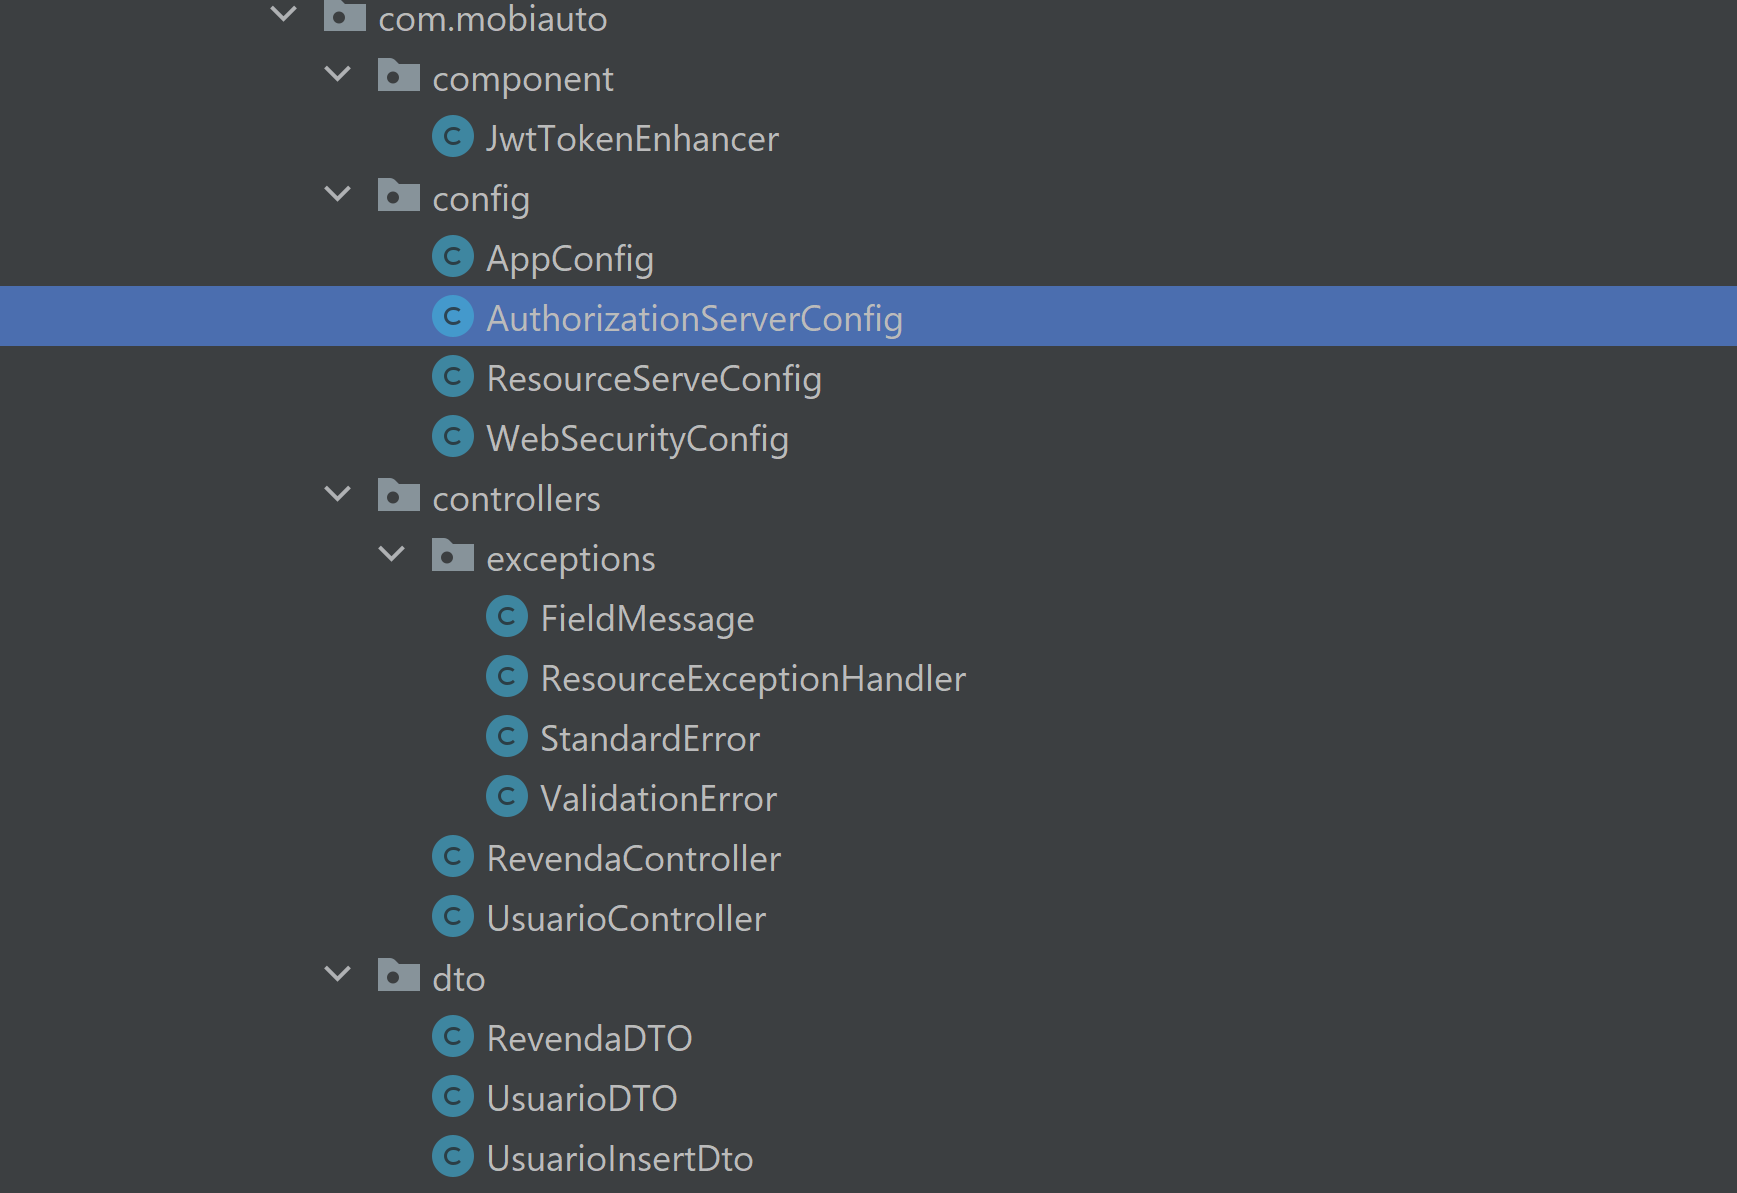 com.mobiauto
component
JwtTokenEnhancer
config
AppConfig
AuthorizationServerConfig
ResourceServeConfig
WebSecurityConfig
controllers
exceptions
FieldMessage
ResourceExceptionHandler
StandardError
ValidationError
RevendaController
UsuarioController
dto
RevendaDTO
UsuarioDTO
UsuarioInsertDto